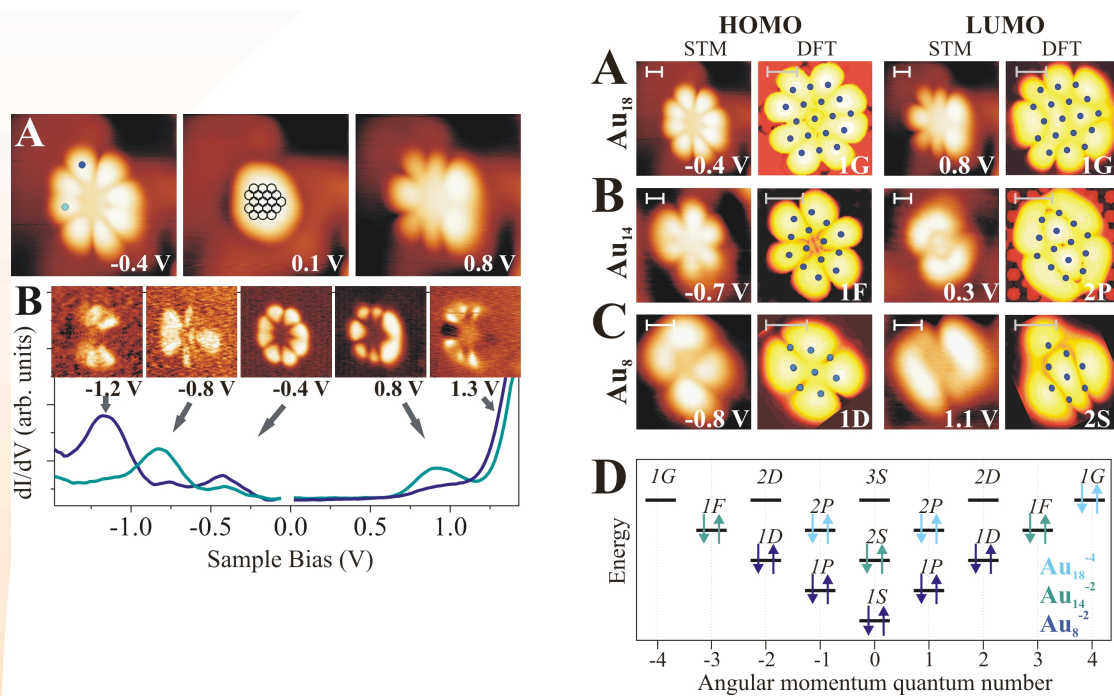 A
-0.4 V
0.1 V
0.8 V
B
-1.2 V
-0.8 V
-0.4 V
0.8 V
1.3 V
dI/dV (arb. units)
-1.0
-0.5
0.0
0.5
1.0
Sample Bias (V)
HOMO
LUMO
STM
DFT
STM
DFT
A
Au18
-0.4 V
1G
0.8 V
1G
B
Au14
-0.7 V
1F
0.3 V
2P
C
Au8
-0.8 V
1D
1.1 V
2S
D
Energy
1G
2D
3S
2D
1G
1F
2P
2P
1F
1D
2S
1D
1P
1P
1S
Au18-4
Au14-2
Au8-2
-4
-3
-2
-1
0
1
2
3
4
Angular momentum quantum number